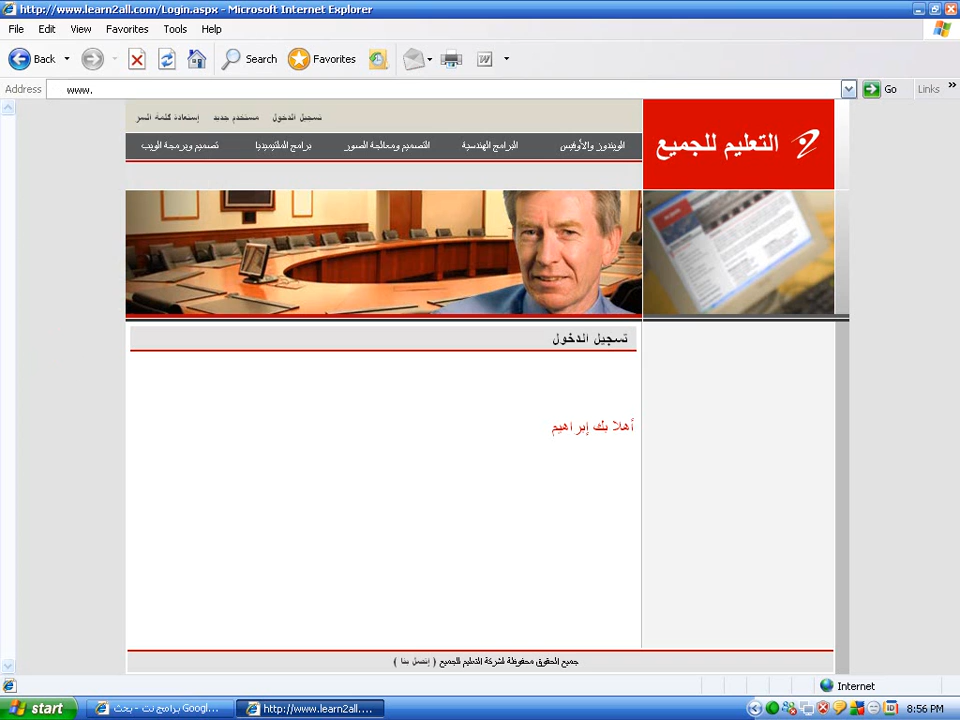 http://www.learn2all.com/Login.aspx - Microsoft Internet Explorer
File Edit View Favorites Tools Help
Back Search Favorites
Address www. Go Links »
تسجيل الدخول مستخدم جديد إستعادة كلمة السر
التعليم للجميع
الويندوز والأوفيس البرامج الهندسية التصميم ومعالجة الصور برامج الملتيميديا تصميم وبرمجة الويب
تسجيل الدخول
أهلا بك إبراهيم
جميع الحقوق محفوظة لشركة التعليم للجميع ( إتصل بنا )
Internet
start برامج نت - بحث Google... http://www.learn2all.... 8:56 PM